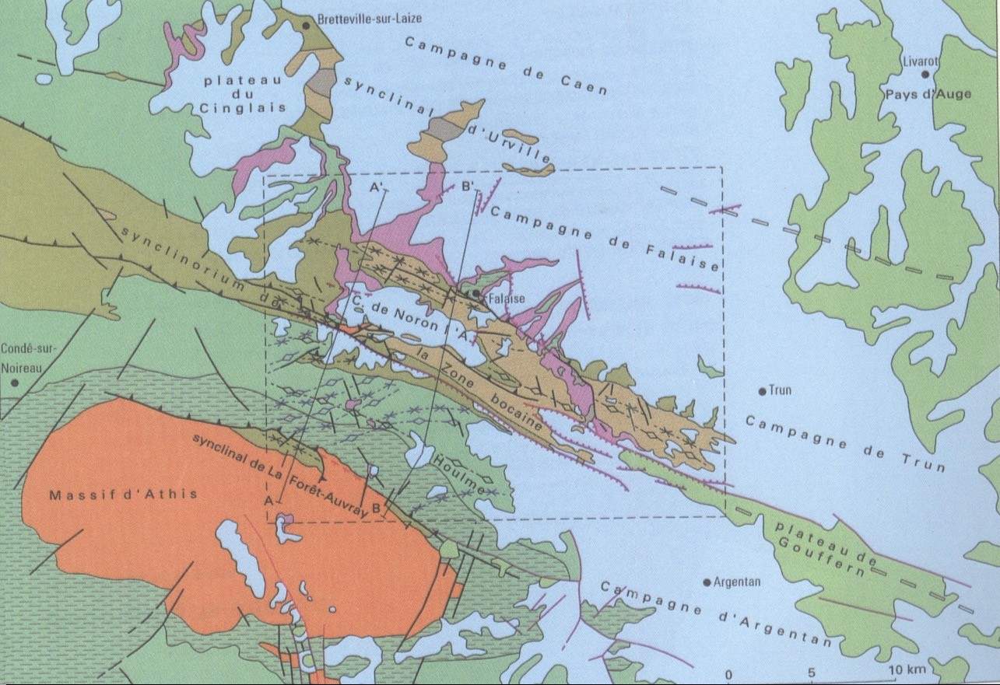 Bretteville-sur-Laize
Campagne de Caen
Livarot
Pays d'Auge
plateau
du
Cinglais
synclinal d'Urville
A'
B'
Campagne de Falaise
synclinorium de
Falaise
C. de Noron l'A.
la Zone bocaine
Condé-sur-
Noireau
Trun
Campagne de Trun
synclinal de La Forêt-Auvray
Houlme
Massif d'Athis
A
B
plateau de
Gouffern
Argentan
Campagne d'Argentan
0 5 10 km